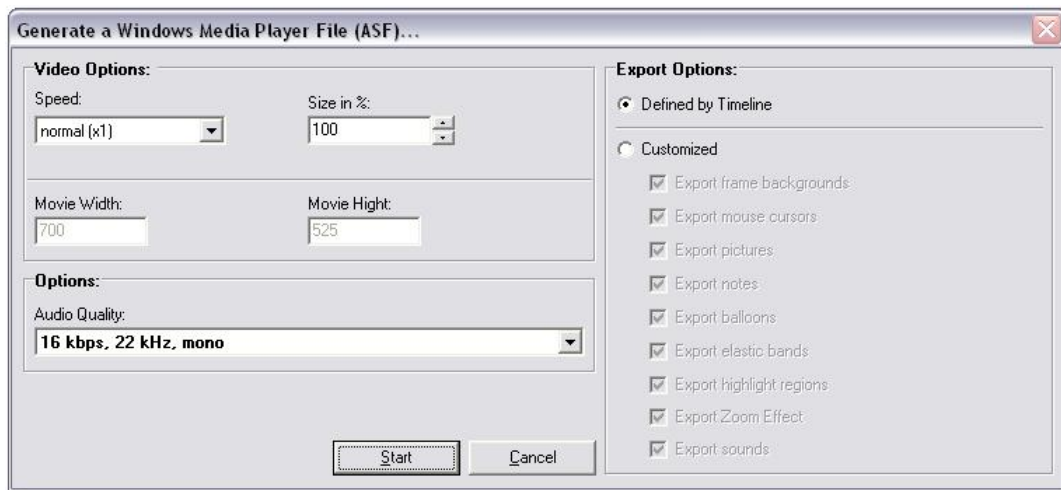 Generate a Windows Media Player File (ASF)...
Video Options:
Speed:
normal (x1)
Size in %:
100
Movie Width:
700
Movie Hight:
525
Options:
Audio Quality:
16 kbps, 22 kHz, mono
Start
Cancel
Export Options:
Defined by Timeline
Customized
Export frame backgrounds
Export mouse cursors
Export pictures
Export notes
Export balloons
Export elastic bands
Export highlight regions
Export Zoom Effect
Export sounds